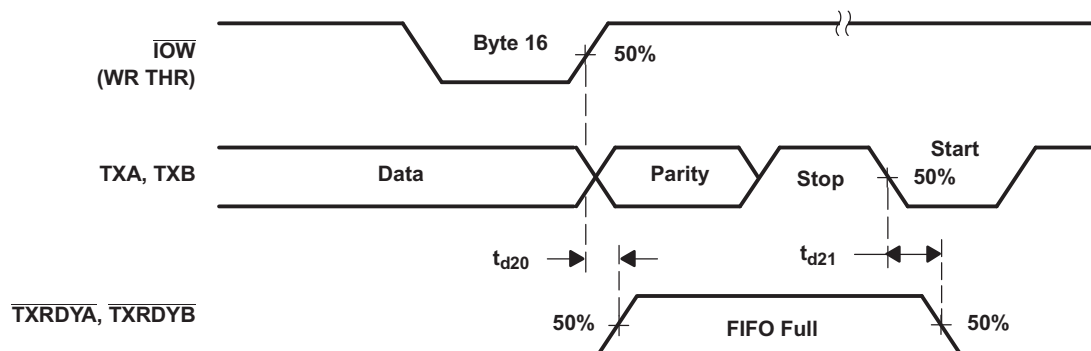 IOW
(WR THR)
Byte 16
50%
TXA, TXB
Data
Parity
Stop
Start
50%
td20
td21
TXRDYA, TXRDYB
50%
FIFO Full
50%